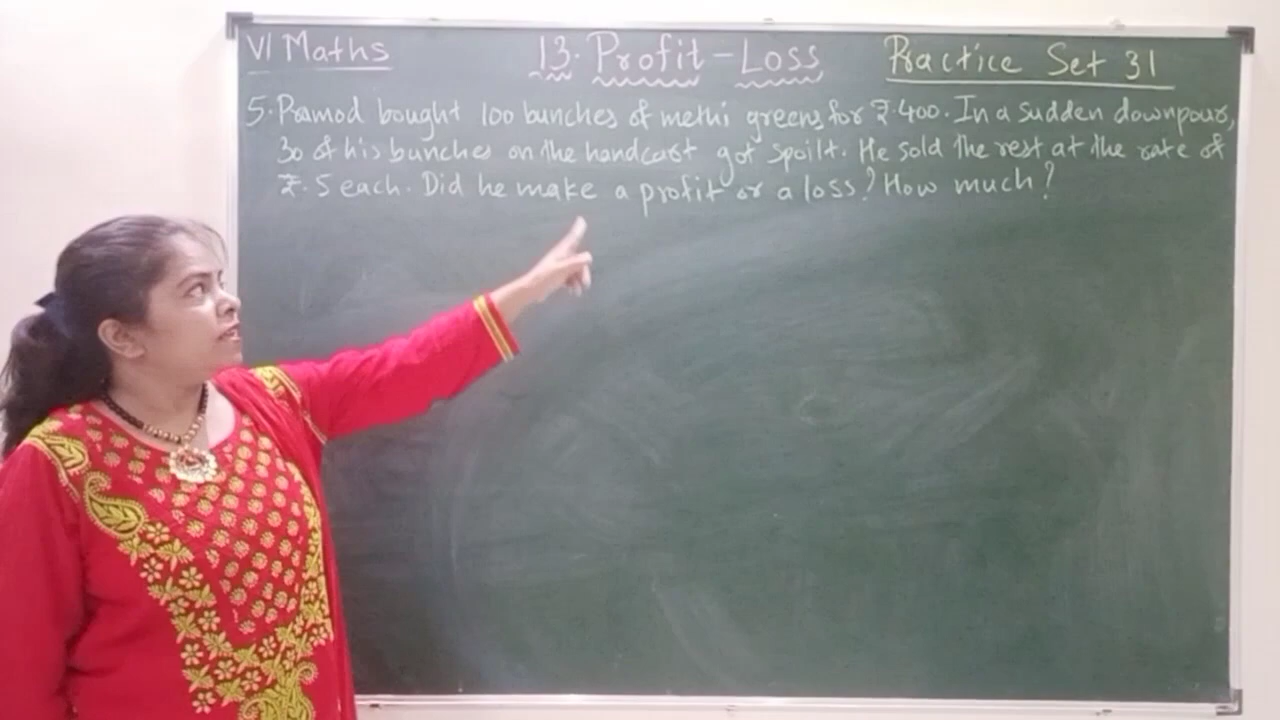 VI Maths
13. Profit - Loss
Practice Set 31
5. Pramod bought 100 bunches of methi greens for ₹.400. In a sudden downpour,
30 of his bunches on the handcart got spoilt. He sold the rest at the rate of
₹.5 each. Did he make a profit or a loss? How much?